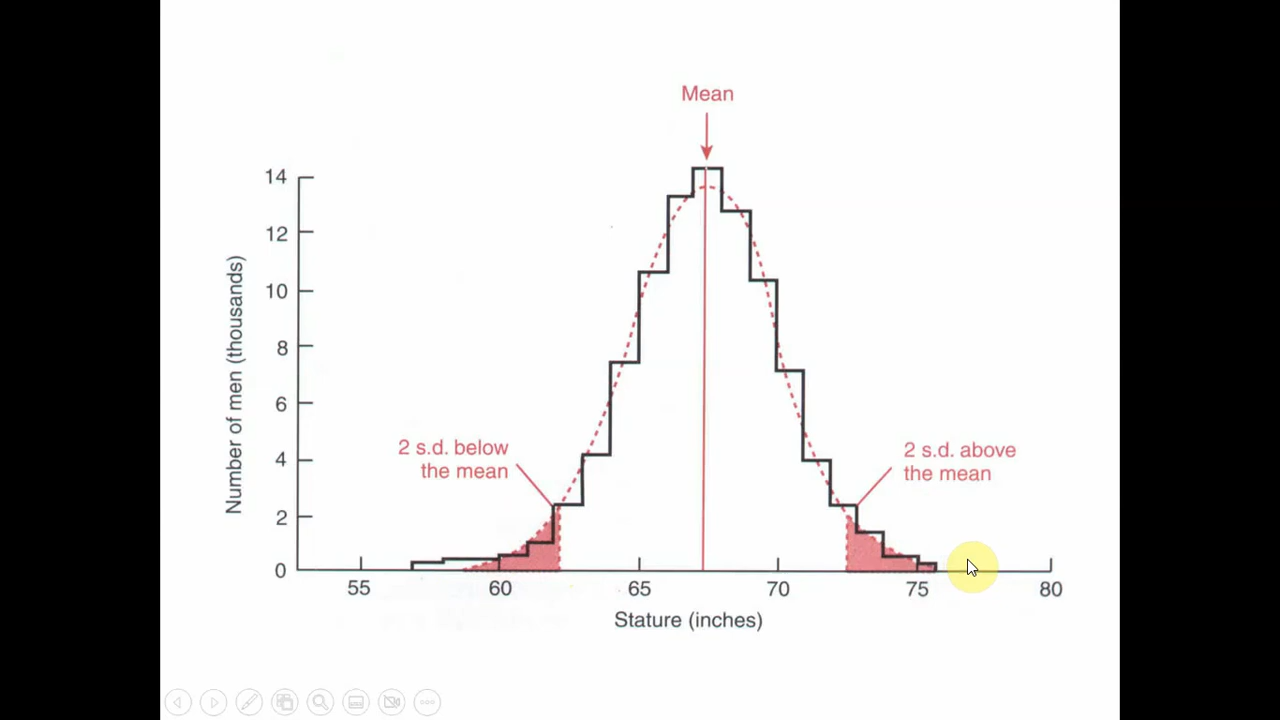 Mean
14
12
10
8
6
4
2
0
Number of men (thousands)
2 s.d. below
the mean
2 s.d. above
the mean
55 60 65 70 75 80
Stature (inches)